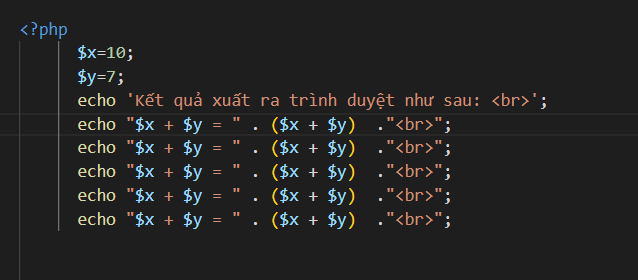 <?php
$x=10;
$y=7;
echo 'Kết quả xuất ra trình duyệt như sau: <br>';
echo "$x + $y = " . ($x + $y)  ."<br>";
echo "$x + $y = " . ($x + $y)  ."<br>";
echo "$x + $y = " . ($x + $y)  ."<br>";
echo "$x + $y = " . ($x + $y)  ."<br>";
echo "$x + $y = " . ($x + $y)  ."<br>";